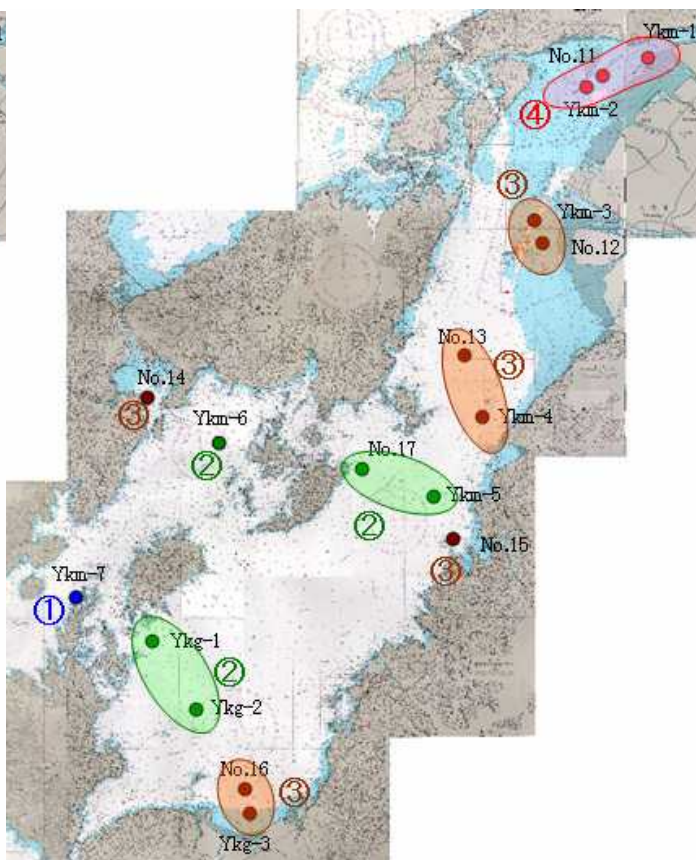 Ykm-1
No.11
Ykm-2
④
③
Ykm-3
No.12
No.13
③
Ykm-4
No.14
③
Ykm-6
②
No.17
Ykm-5
②
No.15
③
Ykm-7
①
Ykg-1
②
Ykg-2
No.16
③
Ykg-3